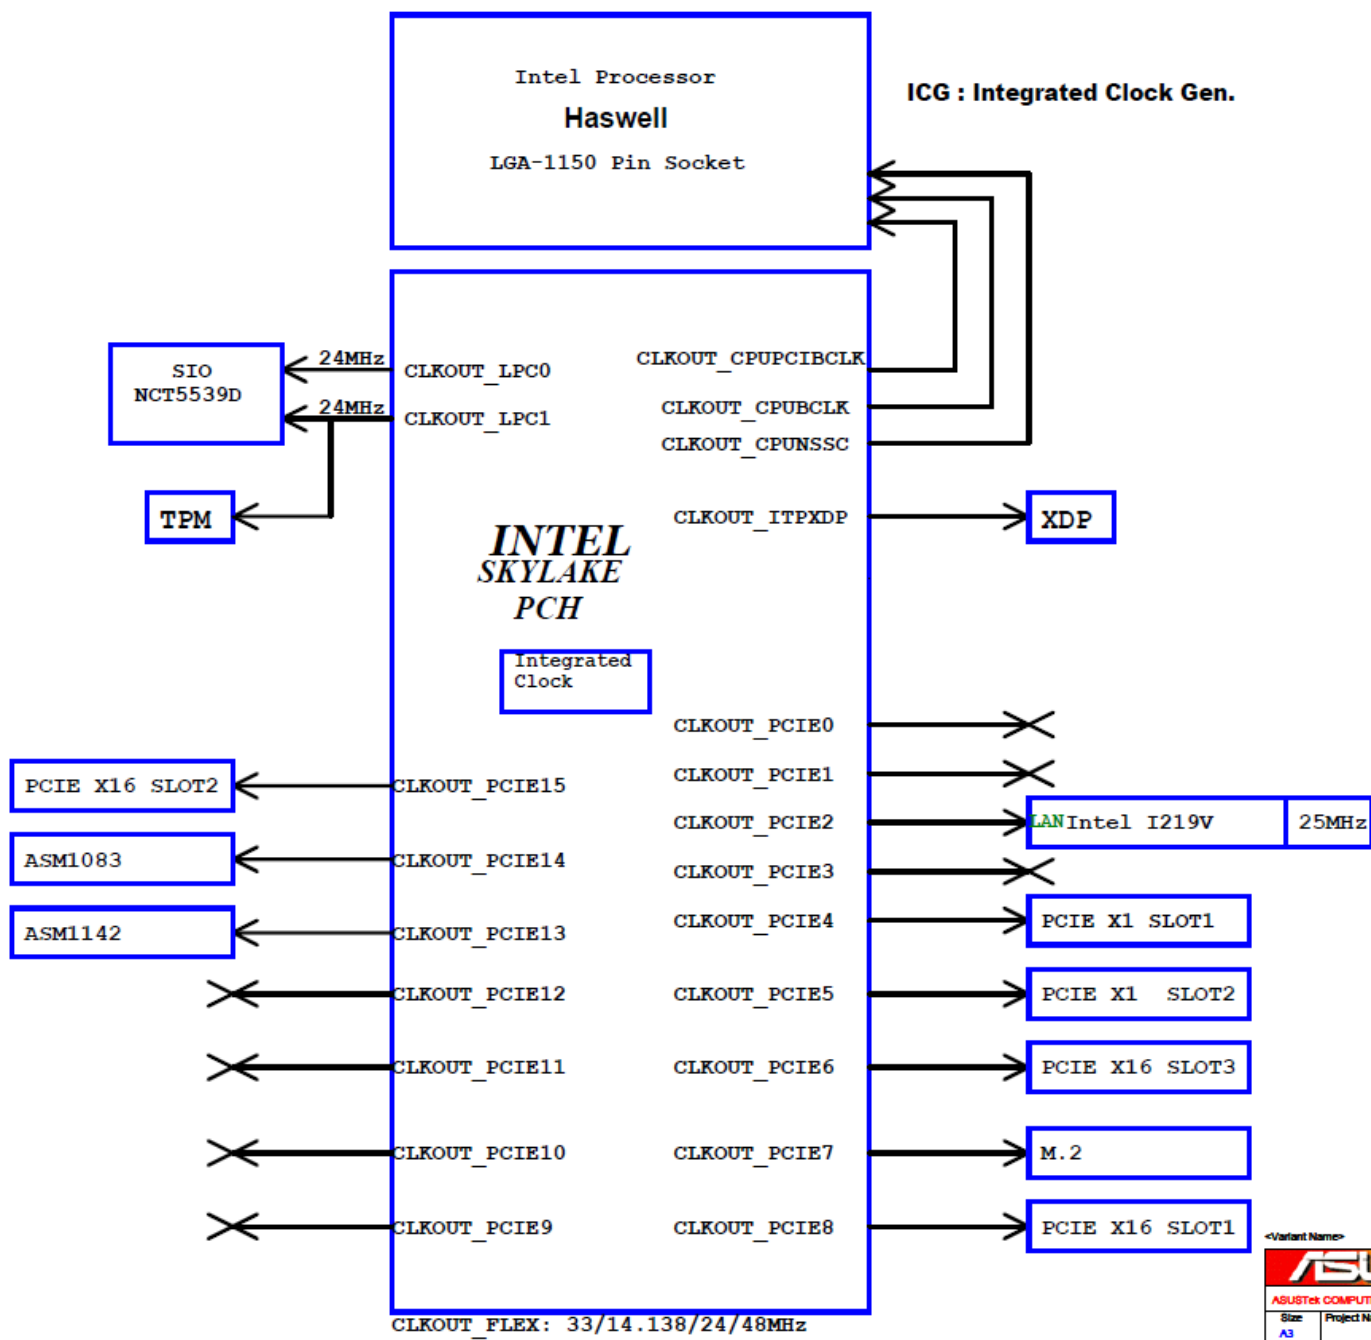 Intel Processor
Haswell
LGA-1150 Pin Socket
ICG : Integrated Clock Gen.
SIO
NCT5539D
24MHz
CLKOUT_LPC0
24MHz
CLKOUT_LPC1
TPM
CLKOUT_CPUPCIBCLK
CLKOUT_CPUBCLK
CLKOUT_CPUNSSC
CLKOUT_ITPXDP
XDP
INTEL
SKYLAKE
PCH
Integrated
Clock
PCIE X16 SLOT2
CLKOUT_PCIE15
ASM1083
CLKOUT_PCIE14
ASM1142
CLKOUT_PCIE13
CLKOUT_PCIE12
CLKOUT_PCIE11
CLKOUT_PCIE10
CLKOUT_PCIE9
CLKOUT_PCIE0
CLKOUT_PCIE1
CLKOUT_PCIE2
LAN Intel I219V
25MHz
CLKOUT_PCIE3
CLKOUT_PCIE4
PCIE X1 SLOT1
CLKOUT_PCIE5
PCIE X1 SLOT2
CLKOUT_PCIE6
PCIE X16 SLOT3
CLKOUT_PCIE7
M.2
CLKOUT_PCIE8
PCIE X16 SLOT1
CLKOUT_FLEX: 33/14.138/24/48MHz
<Variant Name>
ASUSTek
Size
Project
A3